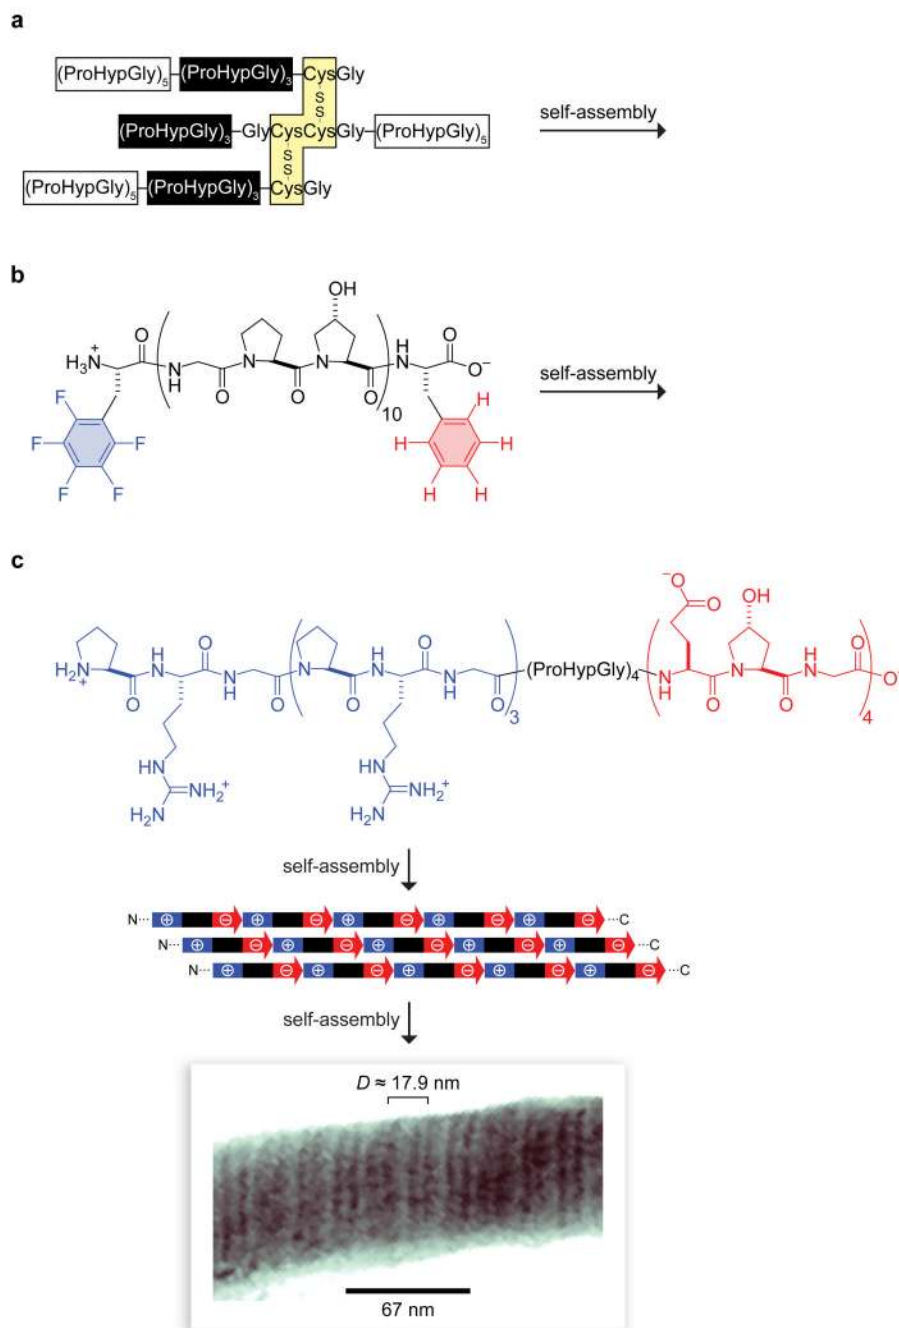 a
(ProHypGly)5 (ProHypGly)3 CysGly
S
S
(ProHypGly)3 GlyCysCysGly (ProHypGly)5
S
S
(ProHypGly)5 (ProHypGly)3 CysGly
self-assembly
b
H3N+ O N H O N O N OH O 10 H N O O−
F F F F F
H H H H H
self-assembly
c
N H2+ O H N O N H O N O H N O N H O 3 (ProHypGly)4 N H −O O O N OH O H N O 4 O−
HN NH2+ H2N
HN NH2+ H2N
self-assembly
N··· + − + − + − + − + − ···C
N··· + − + − + − + − + − ···C
N··· + − + − + − + − + − ···C
self-assembly
D ≈ 17.9 nm
67 nm